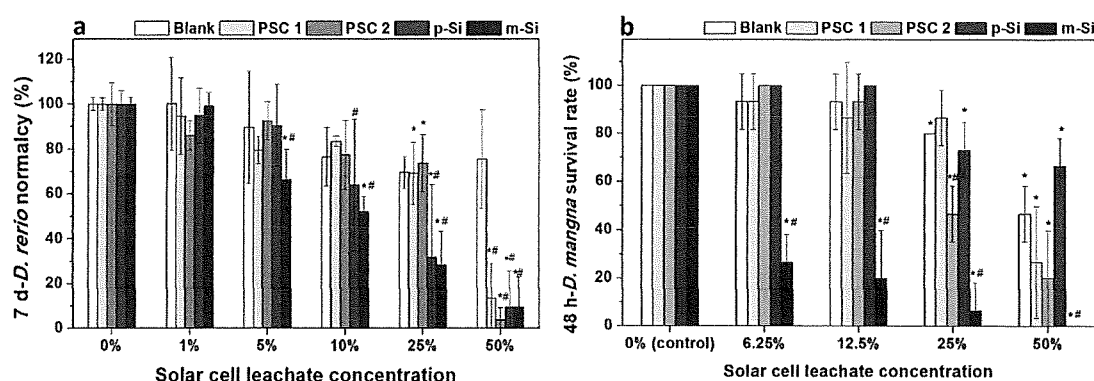 a
Blank PSC 1 PSC 2 p-Si m-Si
7 d-D. rerio normalcy (%)
120
100
80
60
40
20
0
*#
#
*#
* *
*# *#
*# *# *# *#
0% 1% 5% 10% 25% 50%
Solar cell leachate concentration
b
Blank PSC 1 PSC 2 p-Si m-Si
48 h-D. mangna survival rate (%)
100
80
60
40
20
0
*#
*#
* *# * *#
* * * * *#
0% (control) 6.25% 12.5% 25% 50%
Solar cell leachate concentration